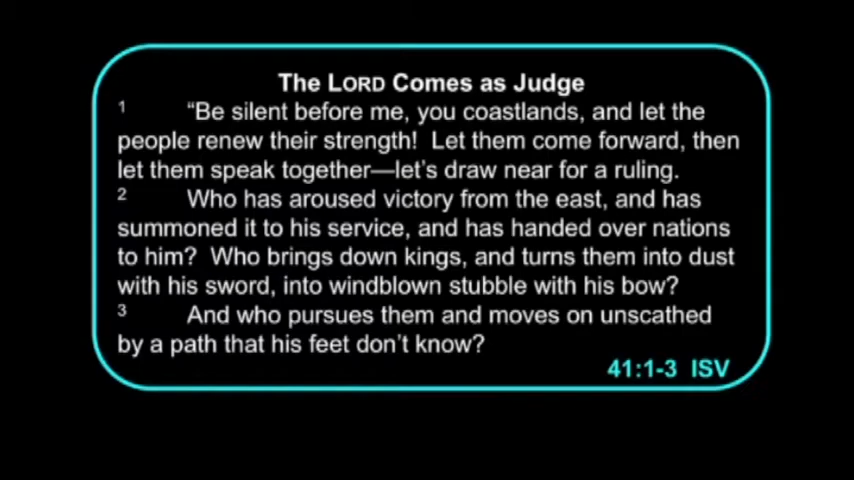 The LORD Comes as Judge
1 “Be silent before me, you coastlands, and let the
people renew their strength! Let them come forward, then
let them speak together—let’s draw near for a ruling.
2 Who has aroused victory from the east, and has
summoned it to his service, and has handed over nations
to him? Who brings down kings, and turns them into dust
with his sword, into windblown stubble with his bow?
3 And who pursues them and moves on unscathed
by a path that his feet don’t know?
41:1-3 ISV